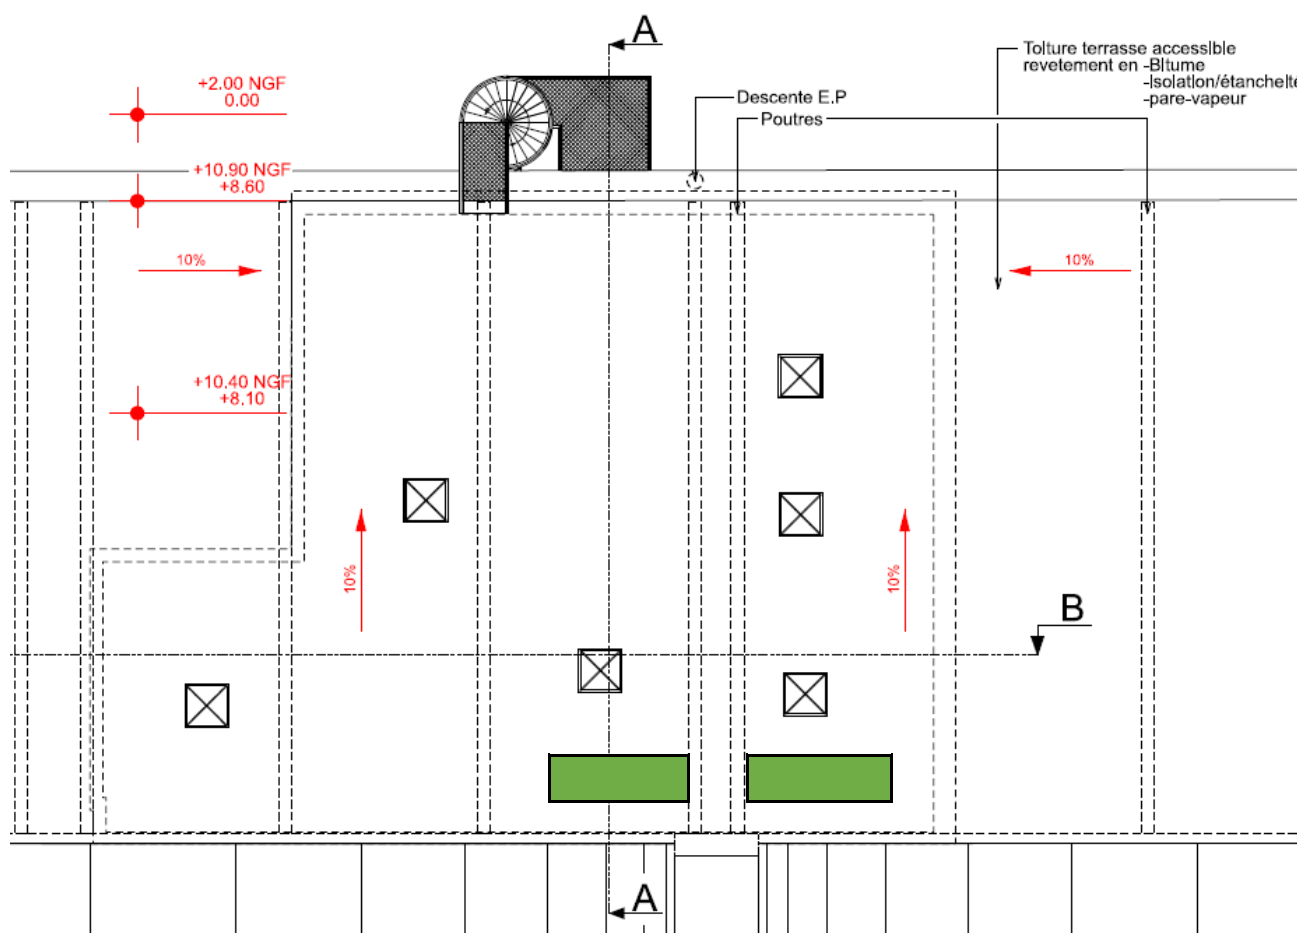 A
Toiture terrasse accessible
revetement en -Bitume
-Isolation/étancheité
-pare-vapeur
+2.00 NGF
0.00
Descente E.P
Poutres
+10,90 NGF
+8,60
10%
10%
+10,40 NGF
+8,10
10%
10%
B
A